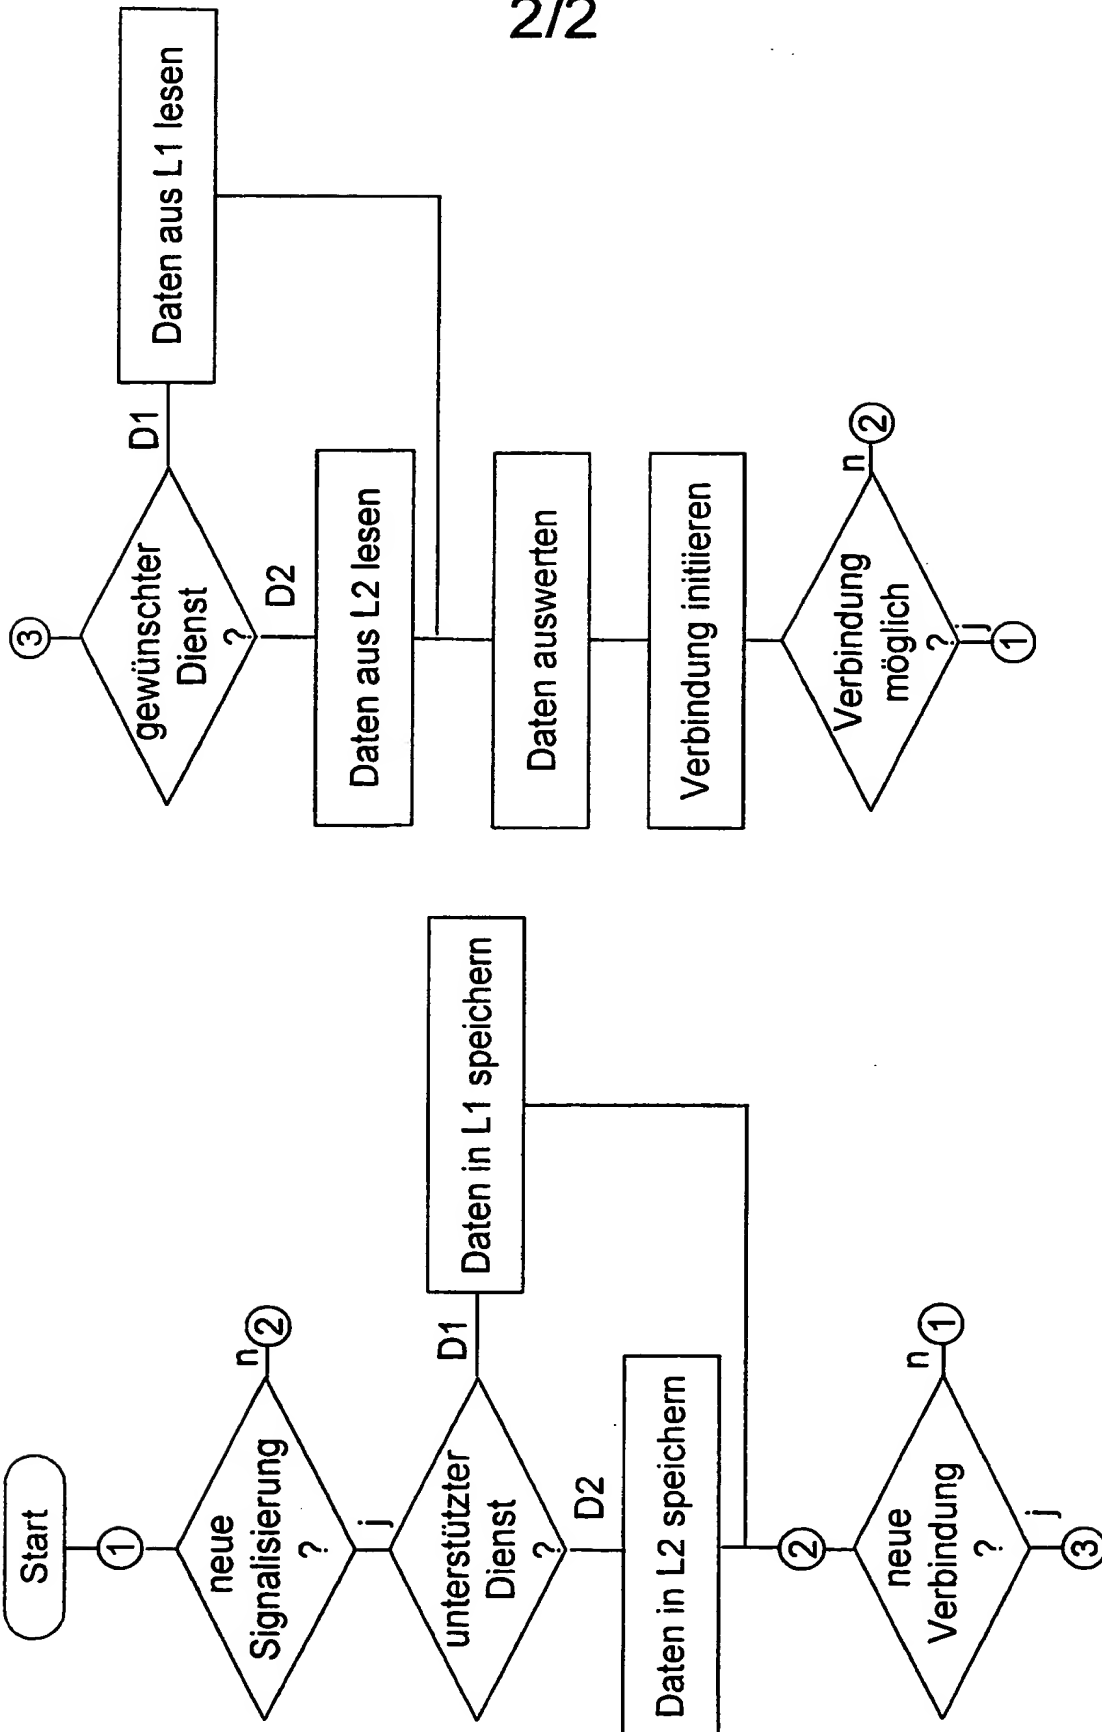 2/2
Start
1
neue
Signalisierung
?
n
2
j
unterstützter
Dienst
?
D1
Daten in L1 speichern
D2
Daten in L2 speichern
2
neue
Verbindung
?
n
1
j
3
3
gewünschter
Dienst
?
D1
Daten aus L1 lesen
D2
Daten aus L2 lesen
Daten auswerten
Verbindung initiieren
Verbindung
möglich
?
n
2
j
1